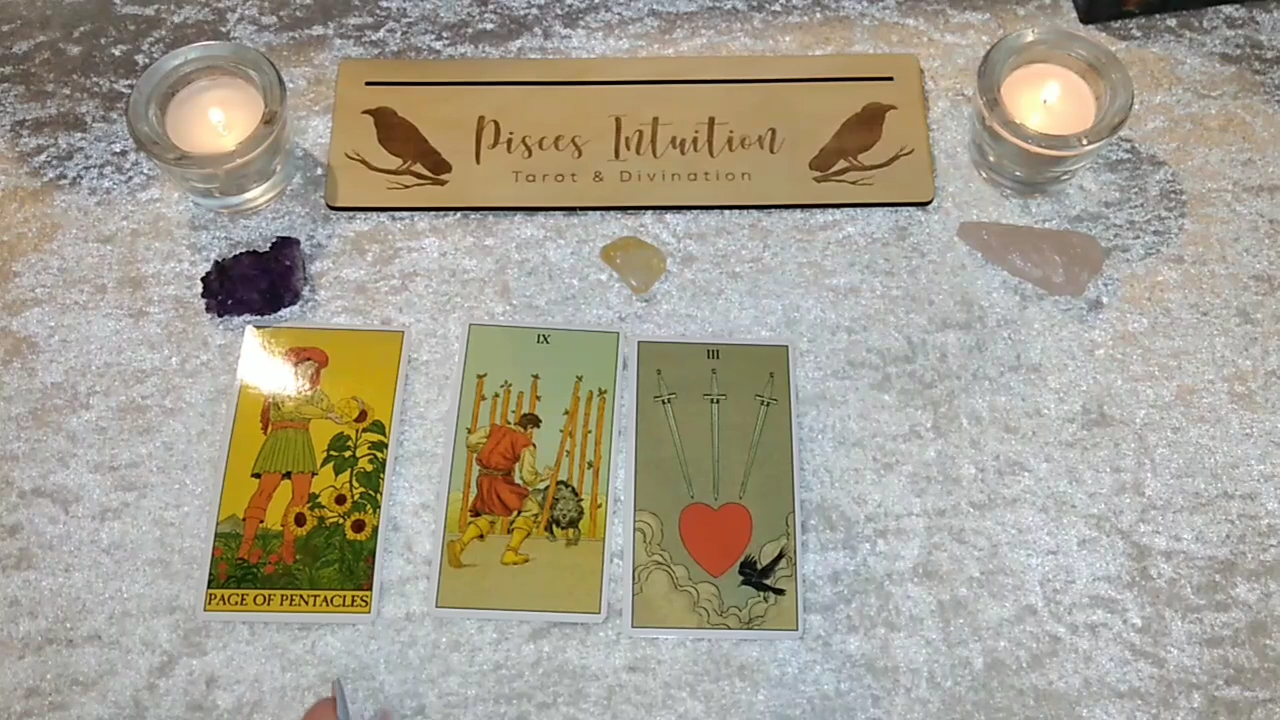 Pisces Intuition
Tarot & Divination
IX
III
PAGE OF PENTACLES